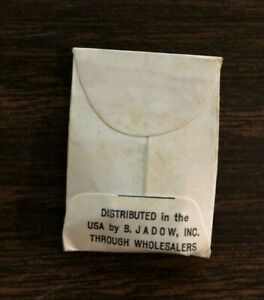 DISTRIBUTED in the
USA by B. JADOW, INC.
THROUGH WHOLESALERS